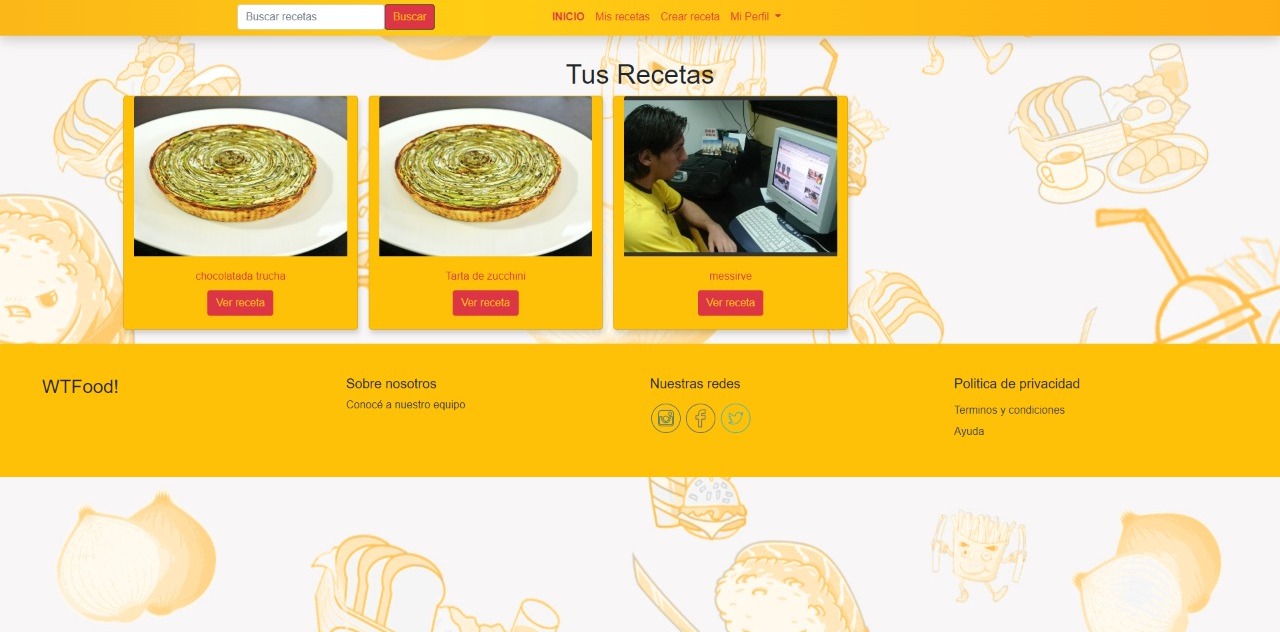 Buscar recetas
Buscar
INICIO
Mis recetas
Crear receta
Mi Perfil
Tus Recetas
chocolatada trucha
Ver receta
Tarta de zucchini
Ver receta
messirve
Ver receta
WTFood!
Sobre nosotros
Conocé a nuestro equipo
Nuestras redes
Politica de privacidad
Terminos y condiciones
Ayuda